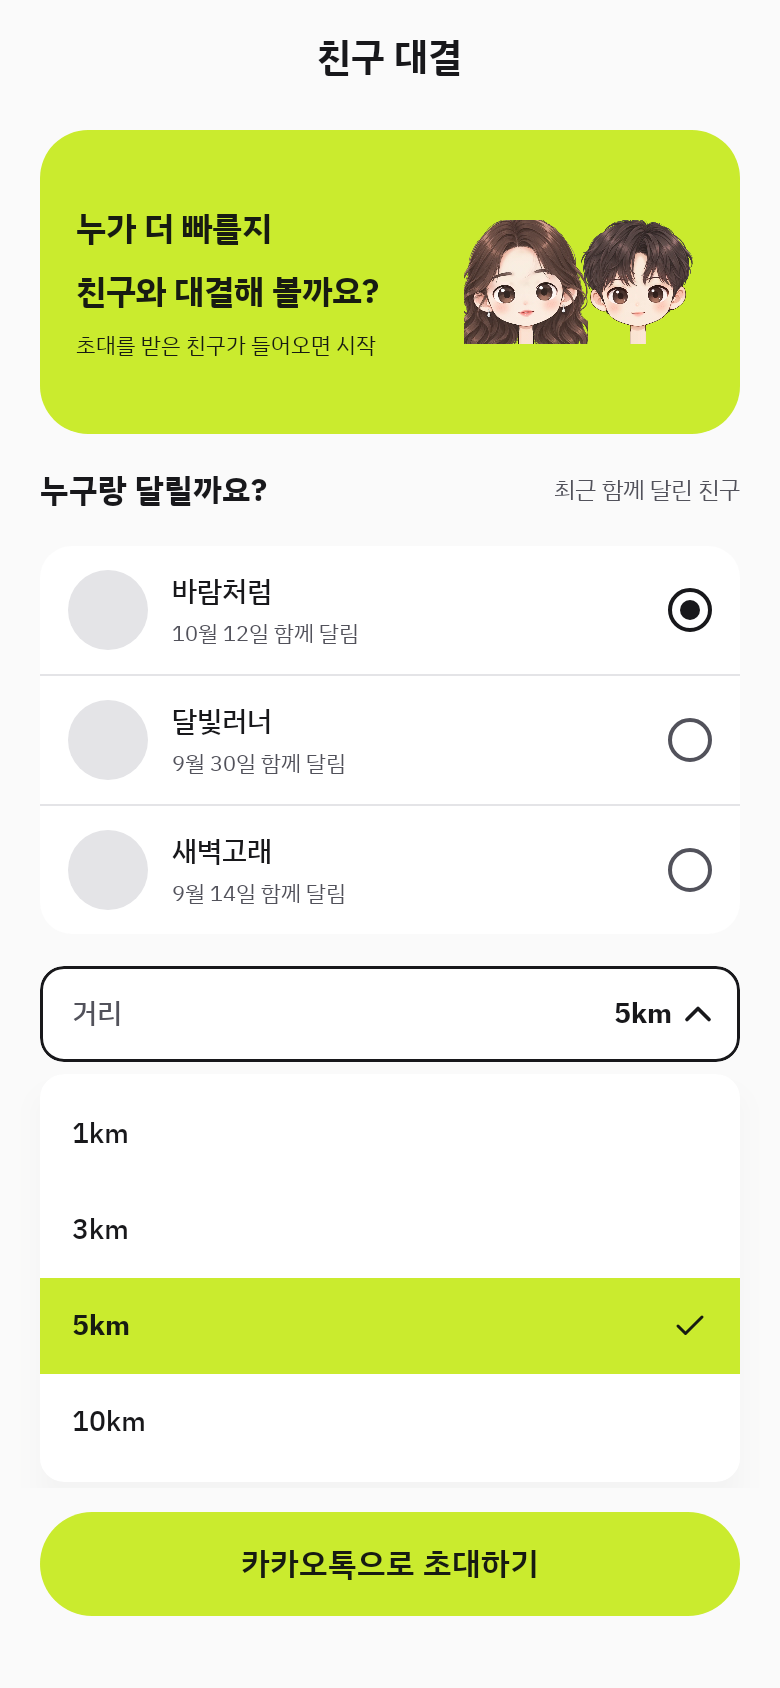 친구 대결
누가 더 빠를지
친구와 대결해 볼까요?
초대를 받은 친구가 들어오면 시작
누구랑 달릴까요?
최근 함께 달린 친구
바람처럼
10월 12일 함께 달림
달빛러너
9월 30일 함께 달림
새벽고래
9월 14일 함께 달림
거리
5km
1km
3km
5km
10km
카카오톡으로 초대하기